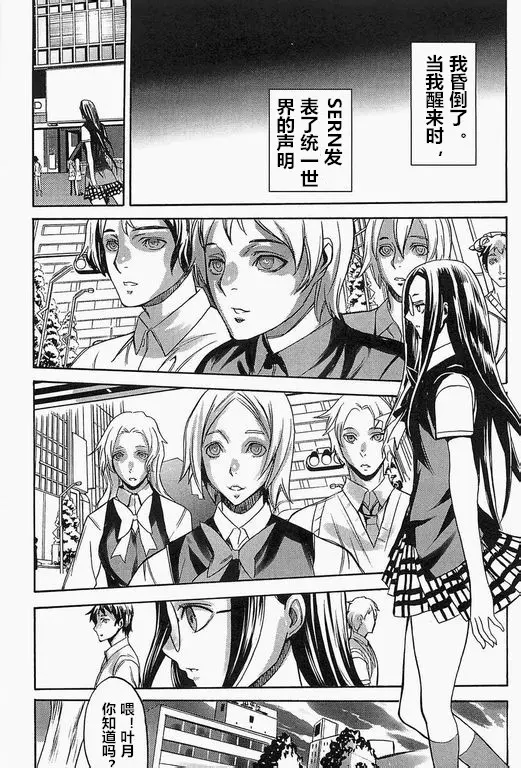 我昏倒了。
当我醒来时，
SERN发
表了统一世
界的声明
喂！叶月
你知道吗？